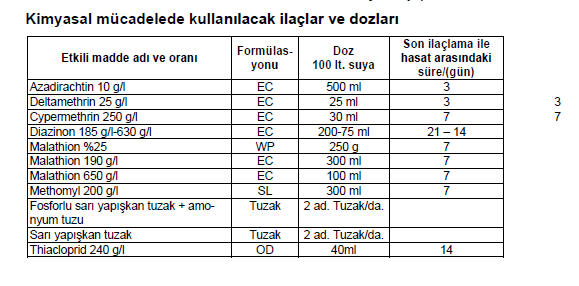 Kimyasal mücadelede kullanılacak ilaçlar ve dozları
Etkili madde adı ve oranı Formülas-yonu Doz 100 lt. suya Son ilaçlama ile hasat arasındaki süre/(gün)
Azadirachtin 10 g/l EC 500 ml 3
Deltamethrin 25 g/l EC 25 ml 3 3
Cypermethrin 250 g/l EC 30 ml 7 7
Diazinon 185 g/l-630 g/l EC 200-75 ml 21 – 14
Malathion %25 WP 250 g 7
Malathion 190 g/l EC 300 ml 7
Malathion 650 g/l EC 100 ml 7
Methomyl 200 g/l SL 300 ml 7
Fosforlu sarı yapışkan tuzak + amo- Tuzak 2 ad. Tuzak/da.
nyum tuzu
Sarı yapışkan tuzak Tuzak 2 ad. Tuzak/da.
Thiacloprid 240 g/l OD 40ml 14